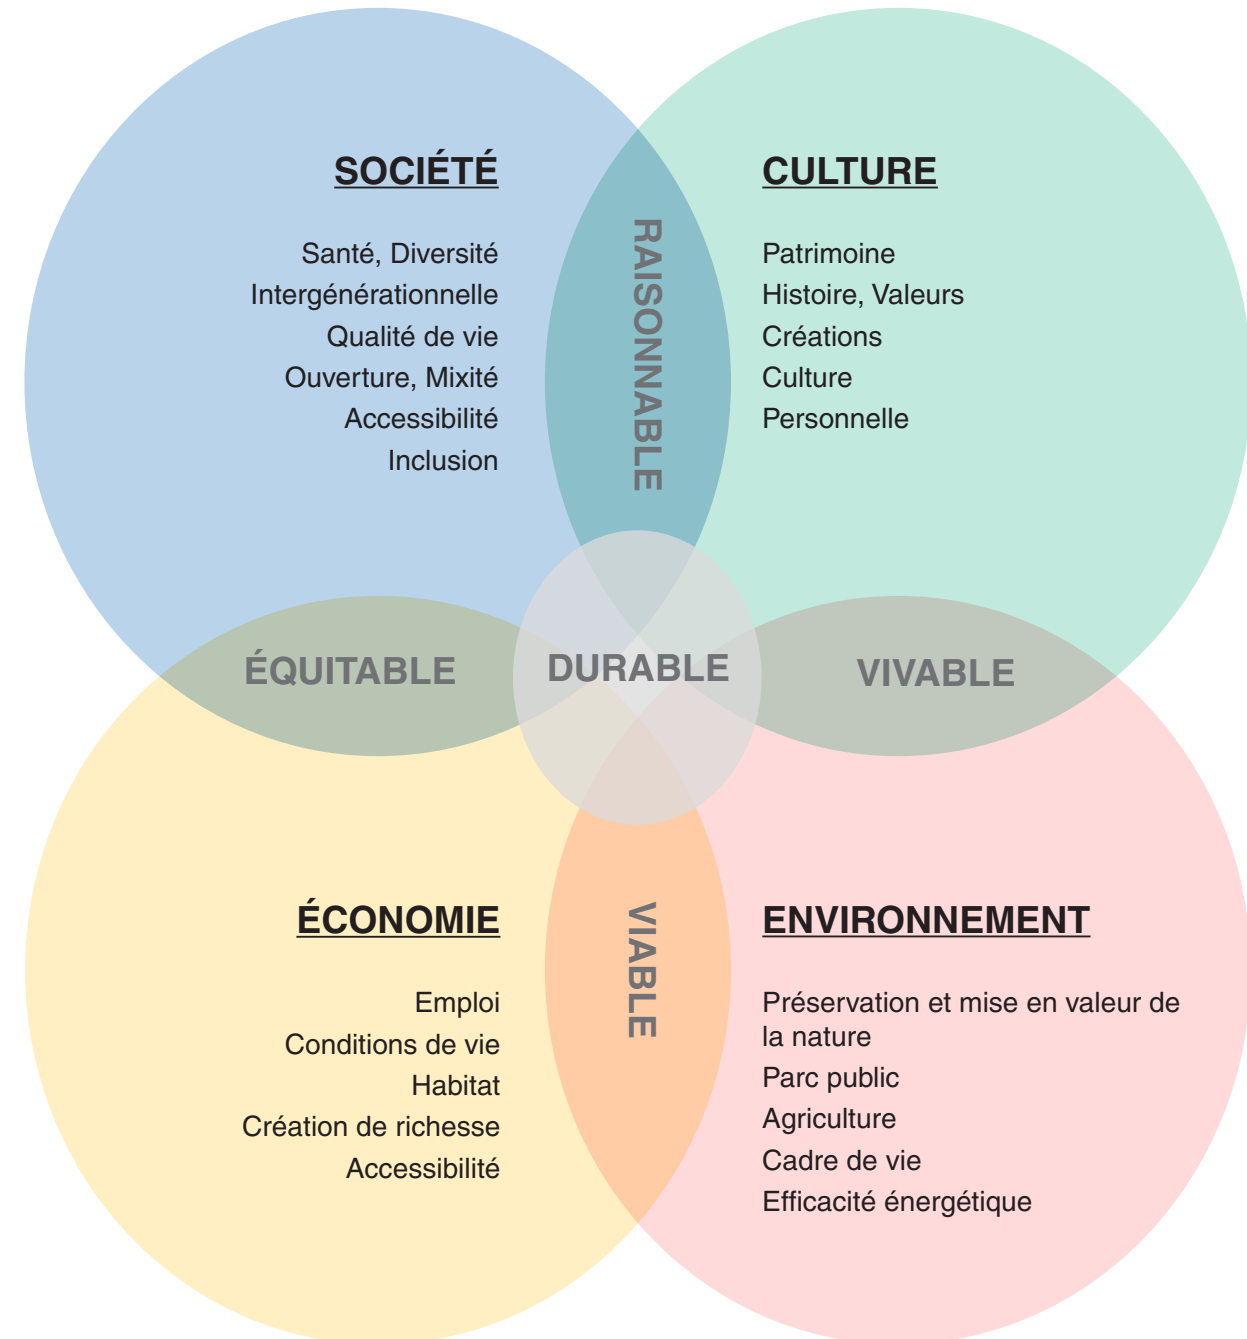 SOCIÉTÉ
Santé, Diversité
Intergénérationnelle
Qualité de vie
Ouverture, Mixité
Accessibilité
Inclusion
RAISONNABLE
CULTURE
Patrimoine
Histoire, Valeurs
Créations
Culture
Personnelle
ÉQUITABLE
DURABLE
VIVABLE
ÉCONOMIE
Emploi
Conditions de vie
Habitat
Création de richesse
Accessibilité
VIABLE
ENVIRONNEMENT
Préservation et mise en valeur de
la nature
Parc public
Agriculture
Cadre de vie
Efficacité énergétique